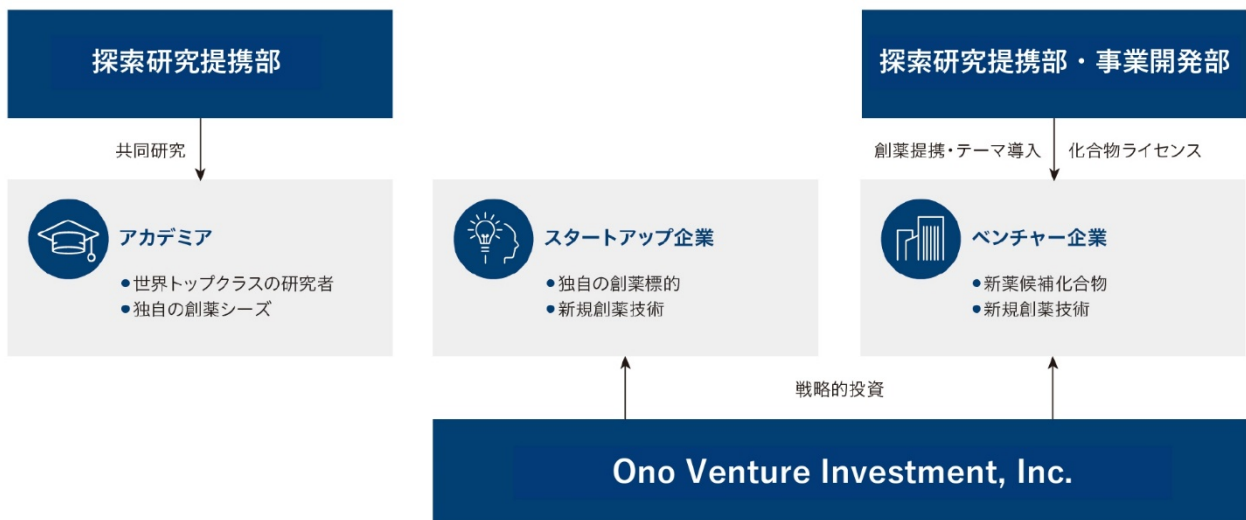 探索研究提携部
探索研究提携部・事業開発部
共同研究
創薬提携・テーマ導入
化合物ライセンス
アカデミア
●世界トップクラスの研究者
●独自の創薬シーズ
スタートアップ企業
●独自の創薬標的
●新規創薬技術
ベンチャー企業
●新薬候補化合物
●新規創薬技術
戦略的投資
Ono Venture Investment, Inc.